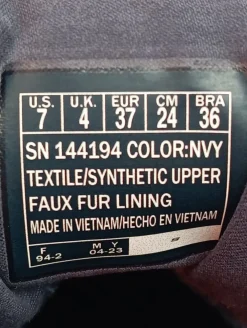 U.S. U.K. EUR CM BRA
7 4 37 24 36
SN 144194 COLOR:NVY
TEXTILE/SYNTHETIC UPPER
FAUX FUR LINING
MADE IN VIETNAM/HECHO EN VIETNAM
F M Y
94-2 04-23